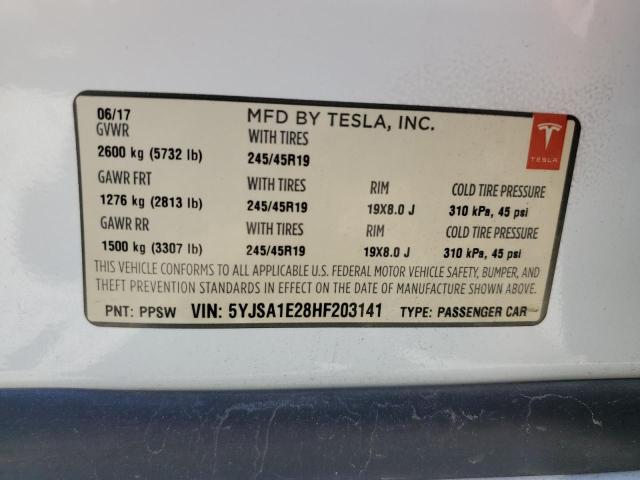 06/17 MFD BY TESLA, INC.
GVWR WITH TIRES
2600 kg (5732 lb) 245/45R19
TESLA
GAWR FRT WITH TIRES RIM COLD TIRE PRESSURE
1276 kg (2813 lb) 245/45R19 19X8.0 J 310 kPa, 45 psi
GAWR RR WITH TIRES RIM COLD TIRE PRESSURE
1500 kg (3307 lb) 245/45R19 19X8.0 J 310 kPa, 45 psi
THIS VEHICLE CONFORMS TO ALL APPLICABLE U.S. FEDERAL MOTOR VEHICLE SAFETY, BUMPER, AND
THEFT PREVENTION STANDARDS IN EFFECT ON THE DATE OF MANUFACTURE SHOWN ABOVE.
PNT: PPSW VIN: 5YJSA1E28HF203141 TYPE: PASSENGER CAR